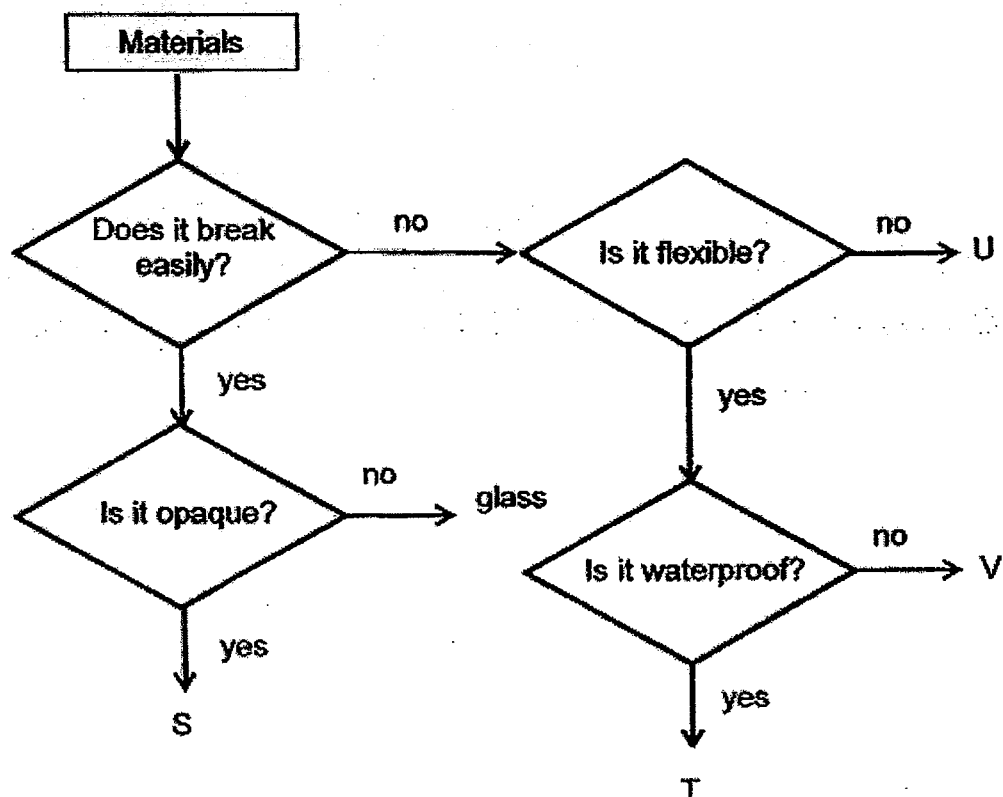 Materials
Does it break
easily?
no
Is it flexible?
no
U
yes
yes
Is it opaque?
no
glass
Is it waterproof?
no
V
yes
S
yes
T